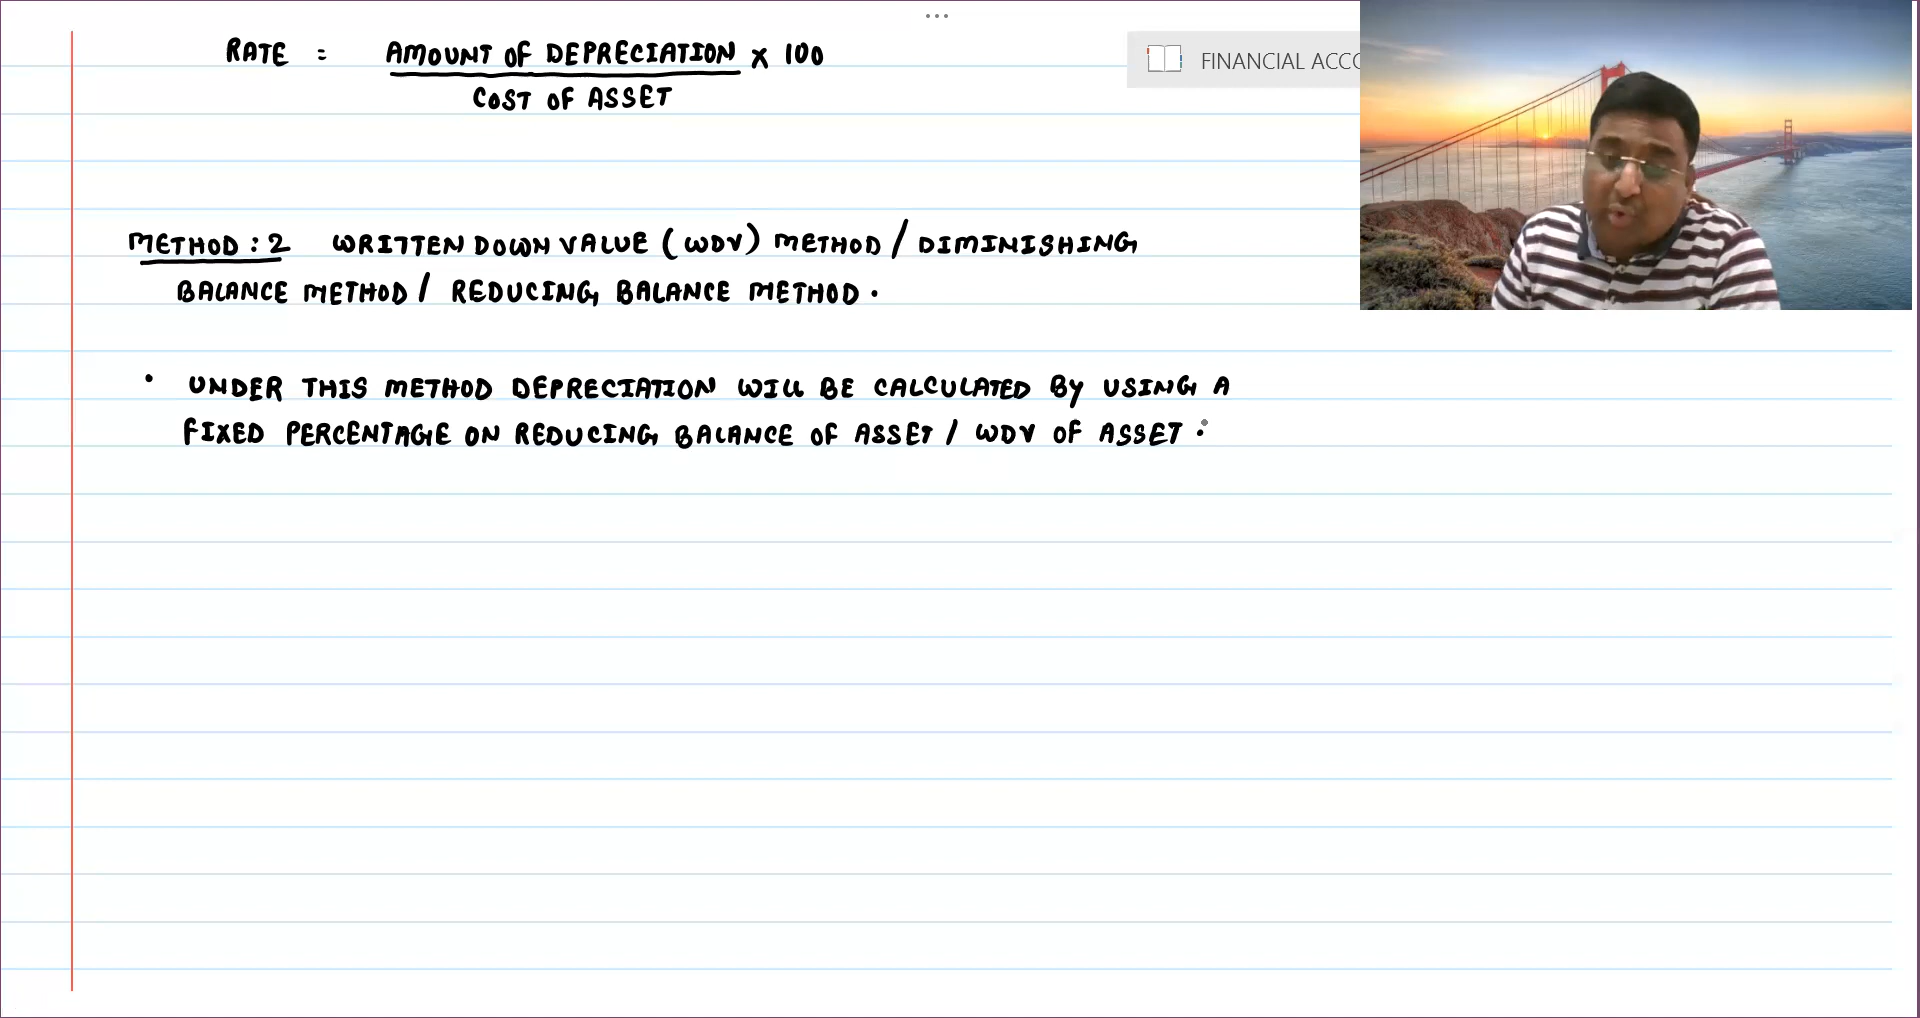 RATE = AMOUNT OF DEPRECIATION x 100
COST OF ASSET
FINANCIAL ACCO
METHOD : 2 WRITTEN DOWN VALUE (WDV) METHOD / DIMINISHING
BALANCE METHOD / REDUCING BALANCE METHOD.
• UNDER THIS METHOD DEPRECIATION WILL BE CALCULATED BY USING A
FIXED PERCENTAGE ON REDUCING BALANCE OF ASSET / WDV OF ASSET.